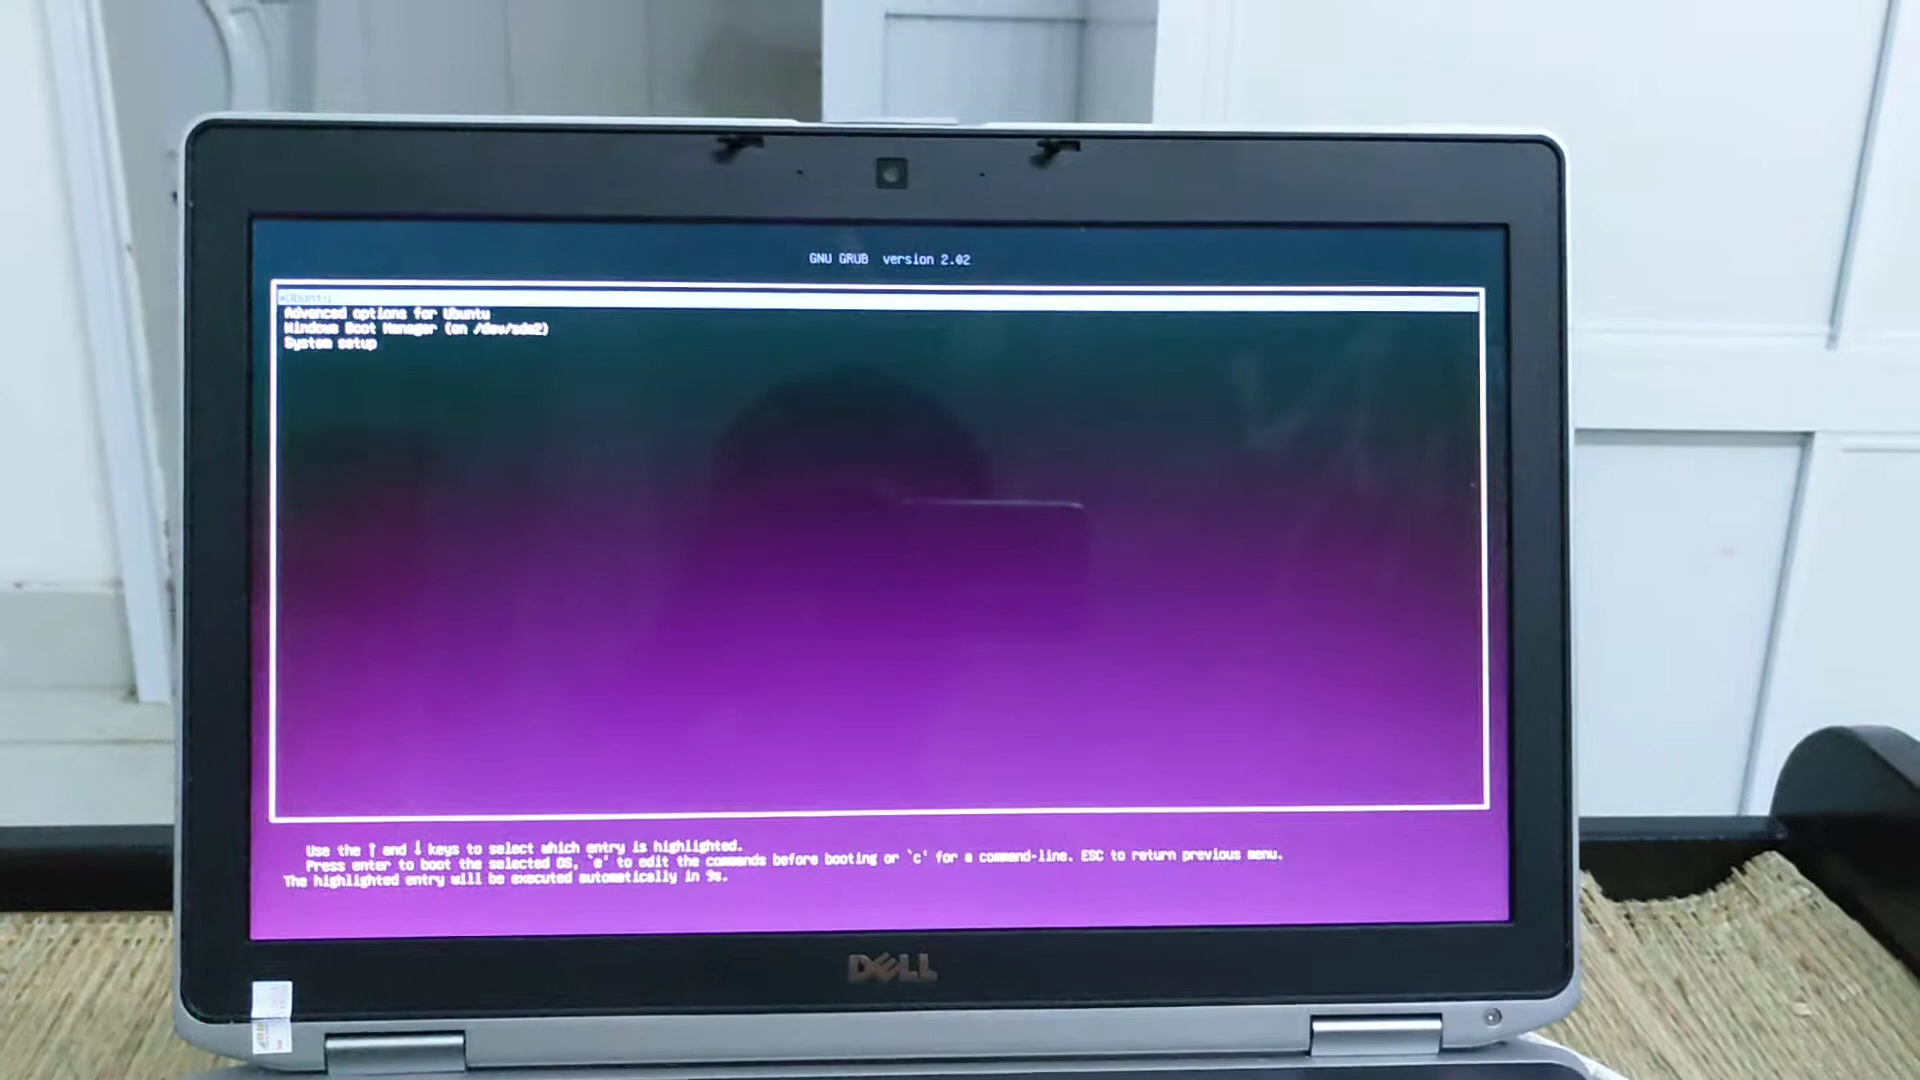 GNU GRUB version 2.02
*Ubuntu
Advanced options for Ubuntu
Windows Boot Manager (on /dev/sda2)
System setup
Use the ↑ and ↓ keys to select which entry is highlighted.
Press enter to boot the selected OS, `e' to edit the commands before booting or `c' for a command-line. ESC to return previous menu.
The highlighted entry will be executed automatically in 9s.
DELL